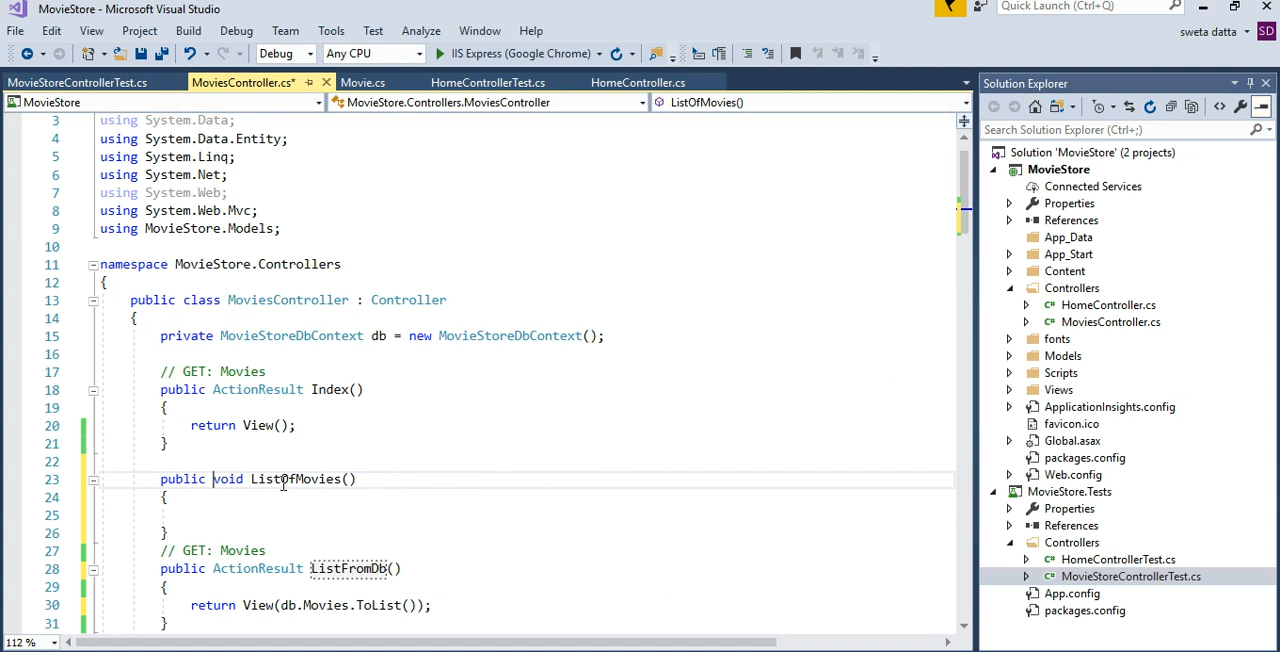 MovieStore - Microsoft Visual Studio
Quick Launch (Ctrl+Q)
File Edit View Project Build Debug Team Tools Test Analyze Window Help
sweta datta SD
Debug Any CPU IIS Express (Google Chrome)
MovieStoreControllerTest.cs MoviesController.cs* Movie.cs HomeControllerTest.cs HomeController.cs
MovieStore MovieStore.Controllers.MoviesController ListOfMovies()
3 using System.Data;
4 using System.Data.Entity;
5 using System.Linq;
6 using System.Net;
7 using System.Web;
8 using System.Web.Mvc;
9 using MovieStore.Models;
10
11 namespace MovieStore.Controllers
12 {
13 public class MoviesController : Controller
14 {
15 private MovieStoreDbContext db = new MovieStoreDbContext();
16
17 // GET: Movies
18 public ActionResult Index()
19 {
20 return View();
21 }
22
23 public void ListOfMovies()
24 {
25
26 }
27 // GET: Movies
28 public ActionResult ListFromDb()
29 {
30 return View(db.Movies.ToList());
31 }
112 %
Solution Explorer
Search Solution Explorer (Ctrl+;)
Solution 'MovieStore' (2 projects)
MovieStore
Connected Services
Properties
References
App_Data
App_Start
Content
Controllers
C# HomeController.cs
C# MoviesController.cs
fonts
Models
Scripts
Views
ApplicationInsights.config
favicon.ico
Global.asax
packages.config
Web.config
MovieStore.Tests
Properties
References
Controllers
C# HomeControllerTest.cs
C# MovieStoreControllerTest.cs
App.config
packages.config